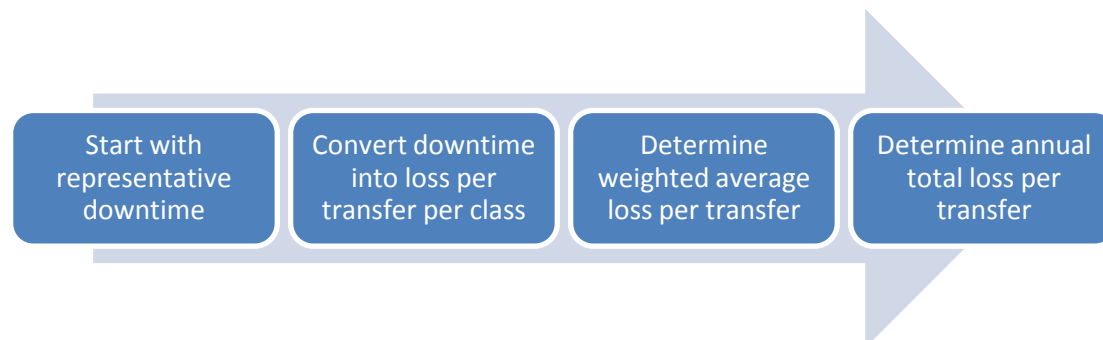 Start with
representative
downtime
Convert downtime
into loss per
transfer per class
Determine
weighted average
loss per transfer
Determine annual
total loss per
transfer